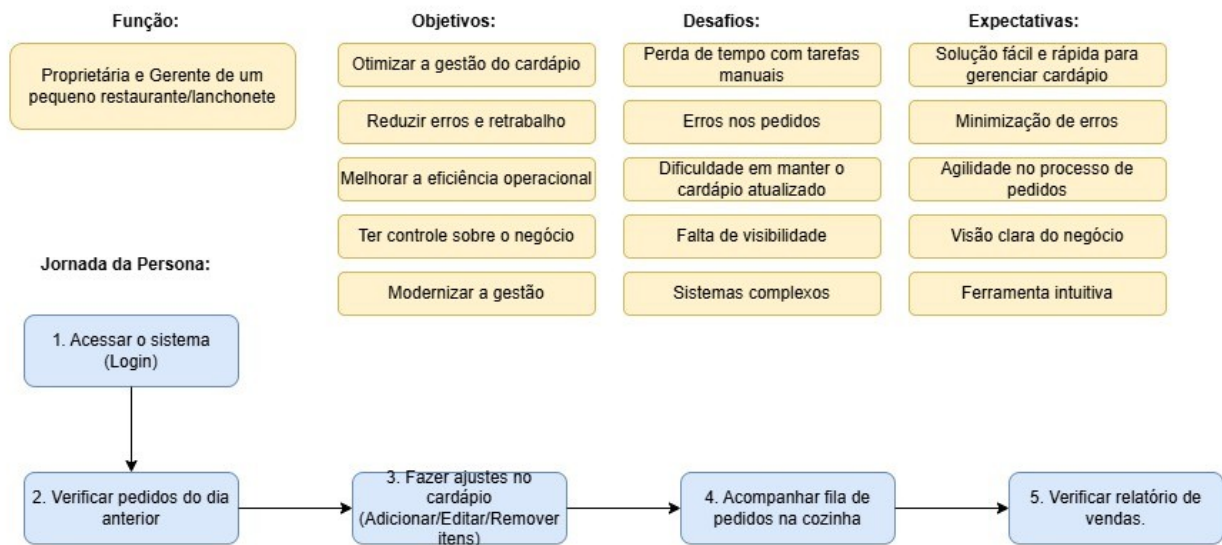 Função:
Proprietária e Gerente de um
pequeno restaurante/lanchonete
Objetivos:
Otimizar a gestão do cardápio
Reduzir erros e retrabalho
Melhorar a eficiência operacional
Ter controle sobre o negócio
Modernizar a gestão
Desafios:
Perda de tempo com tarefas
manuais
Erros nos pedidos
Dificuldade em manter o
cardápio atualizado
Falta de visibilidade
Sistemas complexos
Expectativas:
Solução fácil e rápida para
gerenciar cardápio
Minimização de erros
Agilidade no processo de
pedidos
Visão clara do negócio
Ferramenta intuitiva
Jornada da Persona:
1. Acessar o sistema
(Login)
2. Verificar pedidos do dia
anterior
3. Fazer ajustes no
cardápio
(Adicionar/Editar/Remover
itens)
4. Acompanhar fila de
pedidos na cozinha
5. Verificar relatório de
vendas.